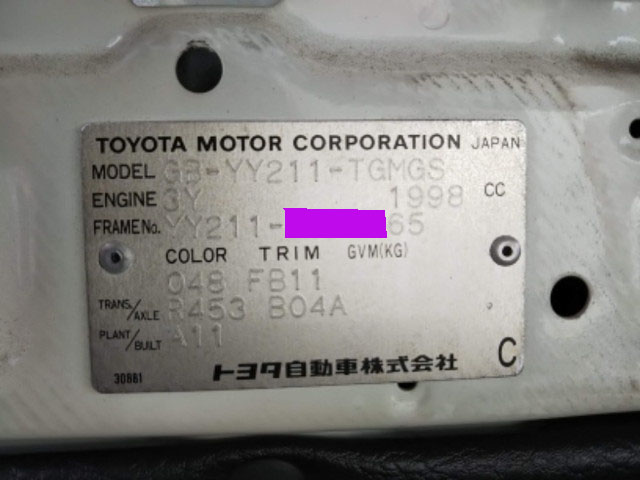 TOYOTA MOTOR CORPORATION JAPAN
MODEL GB-YY211-TGMGS
ENGINE 3Y 1998 CC
FRAME No. YY211- 65
COLOR TRIM GVM(KG)
048 FB11
TRANS./AXLE R453 B04A
PLANT/BUILT A11
30881 トヨタ自動車株式会社 C